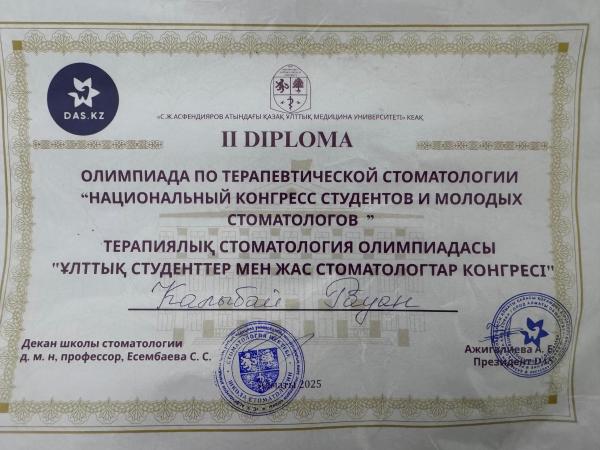 DAS.KZ
«С.Ж.АСФЕНДИЯРОВ АТЫНДАҒЫ ҚАЗАҚ ҰЛТТЫҚ МЕДИЦИНА УНИВЕРСИТЕТІ» КЕАҚ
II DIPLOMA
ОЛИМПИАДА ПО ТЕРАПЕВТИЧЕСКОЙ СТОМАТОЛОГИИ
“НАЦИОНАЛЬНЫЙ КОНГРЕСС СТУДЕНТОВ И МОЛОДЫХ
СТОМАТОЛОГОВ ”
ТЕРАПИЯЛЫҚ СТОМАТОЛОГИЯ ОЛИМПИАДАСЫ
"ҰЛТТЫҚ СТУДЕНТТЕР МЕН ЖАС СТОМАТОЛОГТАР КОНГРЕСІ"
Калыбай Рауан
Декан школы стоматологии
д. м. н, профессор, Есембаева С. С.
Ажигалиева А. Б.
Президент DAS
Алматы 2025